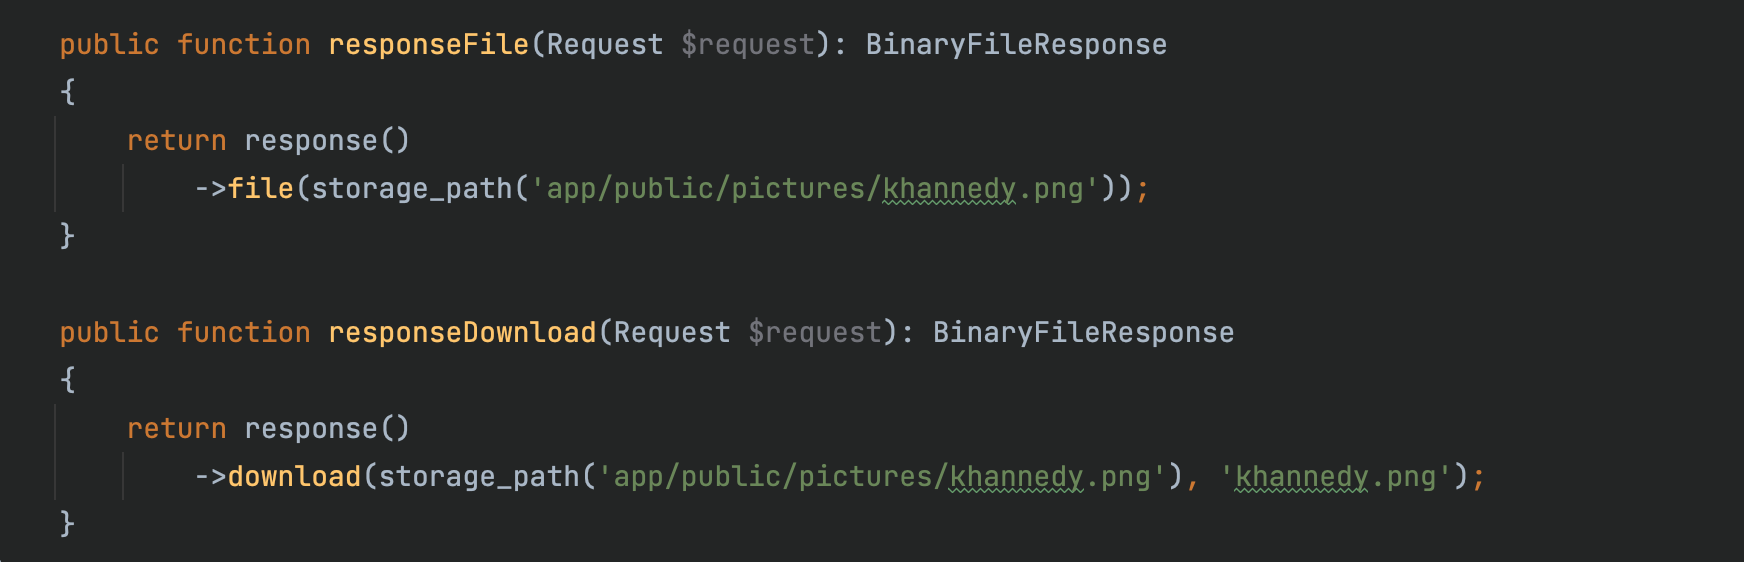 public function responseFile(Request $request): BinaryFileResponse
{
    return response()
        ->file(storage_path('app/public/pictures/khannedy.png'));
}

public function responseDownload(Request $request): BinaryFileResponse
{
    return response()
        ->download(storage_path('app/public/pictures/khannedy.png'), 'khannedy.png');
}